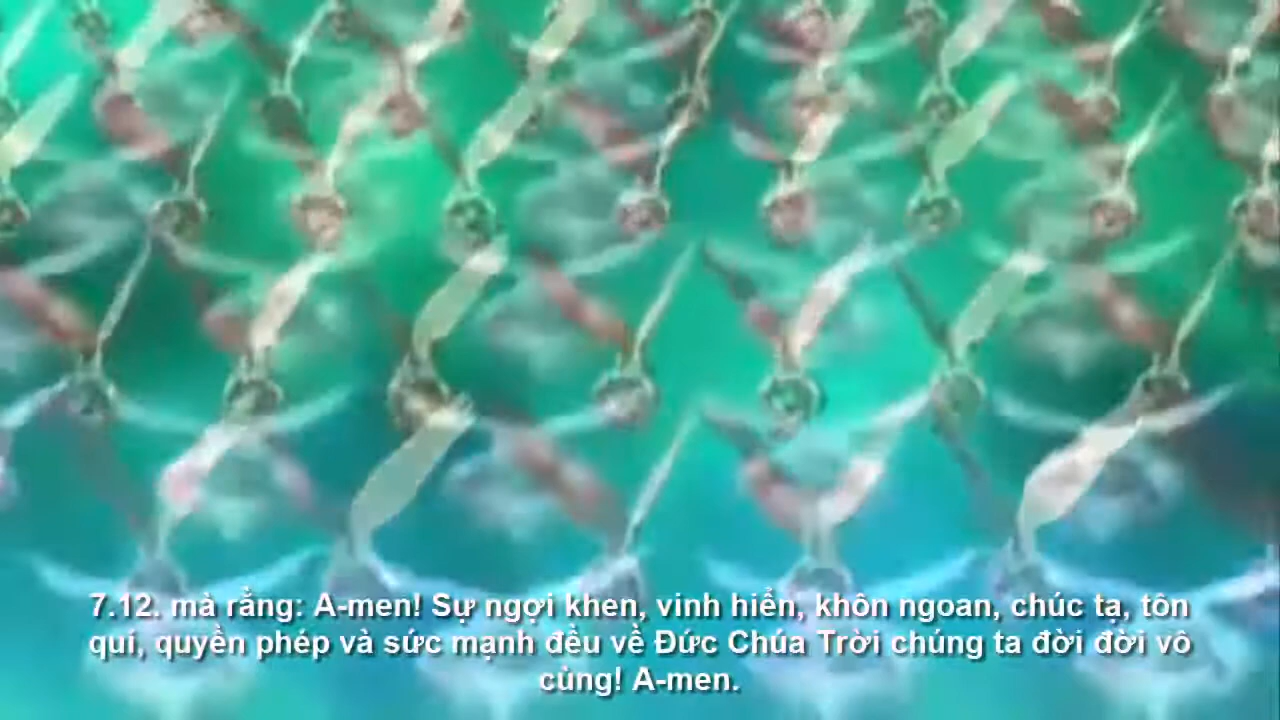 7.12. mà rằng: A-men! Sự ngợi khen, vinh hiển, khôn ngoan, chúc tạ, tôn
quí, quyền phép và sức mạnh đều về Đức Chúa Trời chúng ta đời đời vô
cùng! A-men.